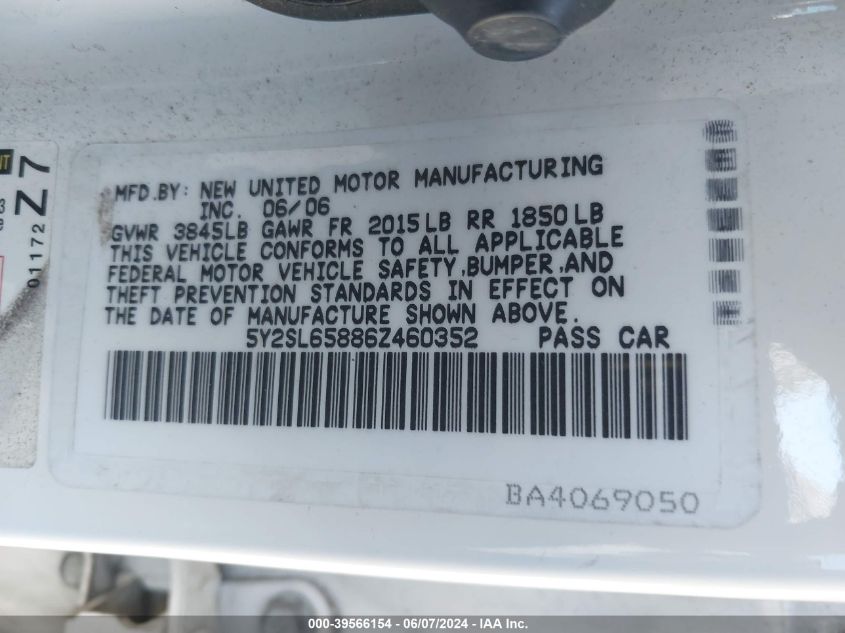 MFD.BY: NEW UNITED MOTOR MANUFACTURING
INC. 06/06
GVWR 3845LB GAWR FR 2015LB RR 1850LB
THIS VEHICLE CONFORMS TO ALL APPLICABLE
FEDERAL MOTOR VEHICLE SAFETY,BUMPER,AND
THEFT PREVENTION STANDARDS IN EFFECT ON
THE DATE OF MANUFACTURE SHOWN ABOVE.
5Y2SL65886Z460352 PASS CAR
BA4069050
01172
Z7
000-39566154 - 06/07/2024 - IAA Inc.